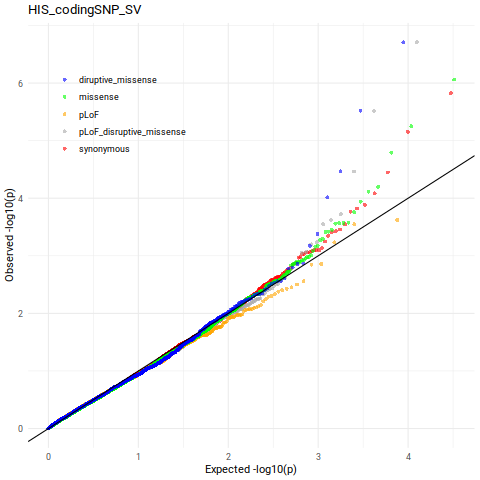 HIS_codingSNP_SV
diruptive_missense
missense
pLoF
pLoF_disruptive_missense
synonymous
Observed -log10(p)
6
4
2
0
0
1
2
3
4
Expected -log10(p)